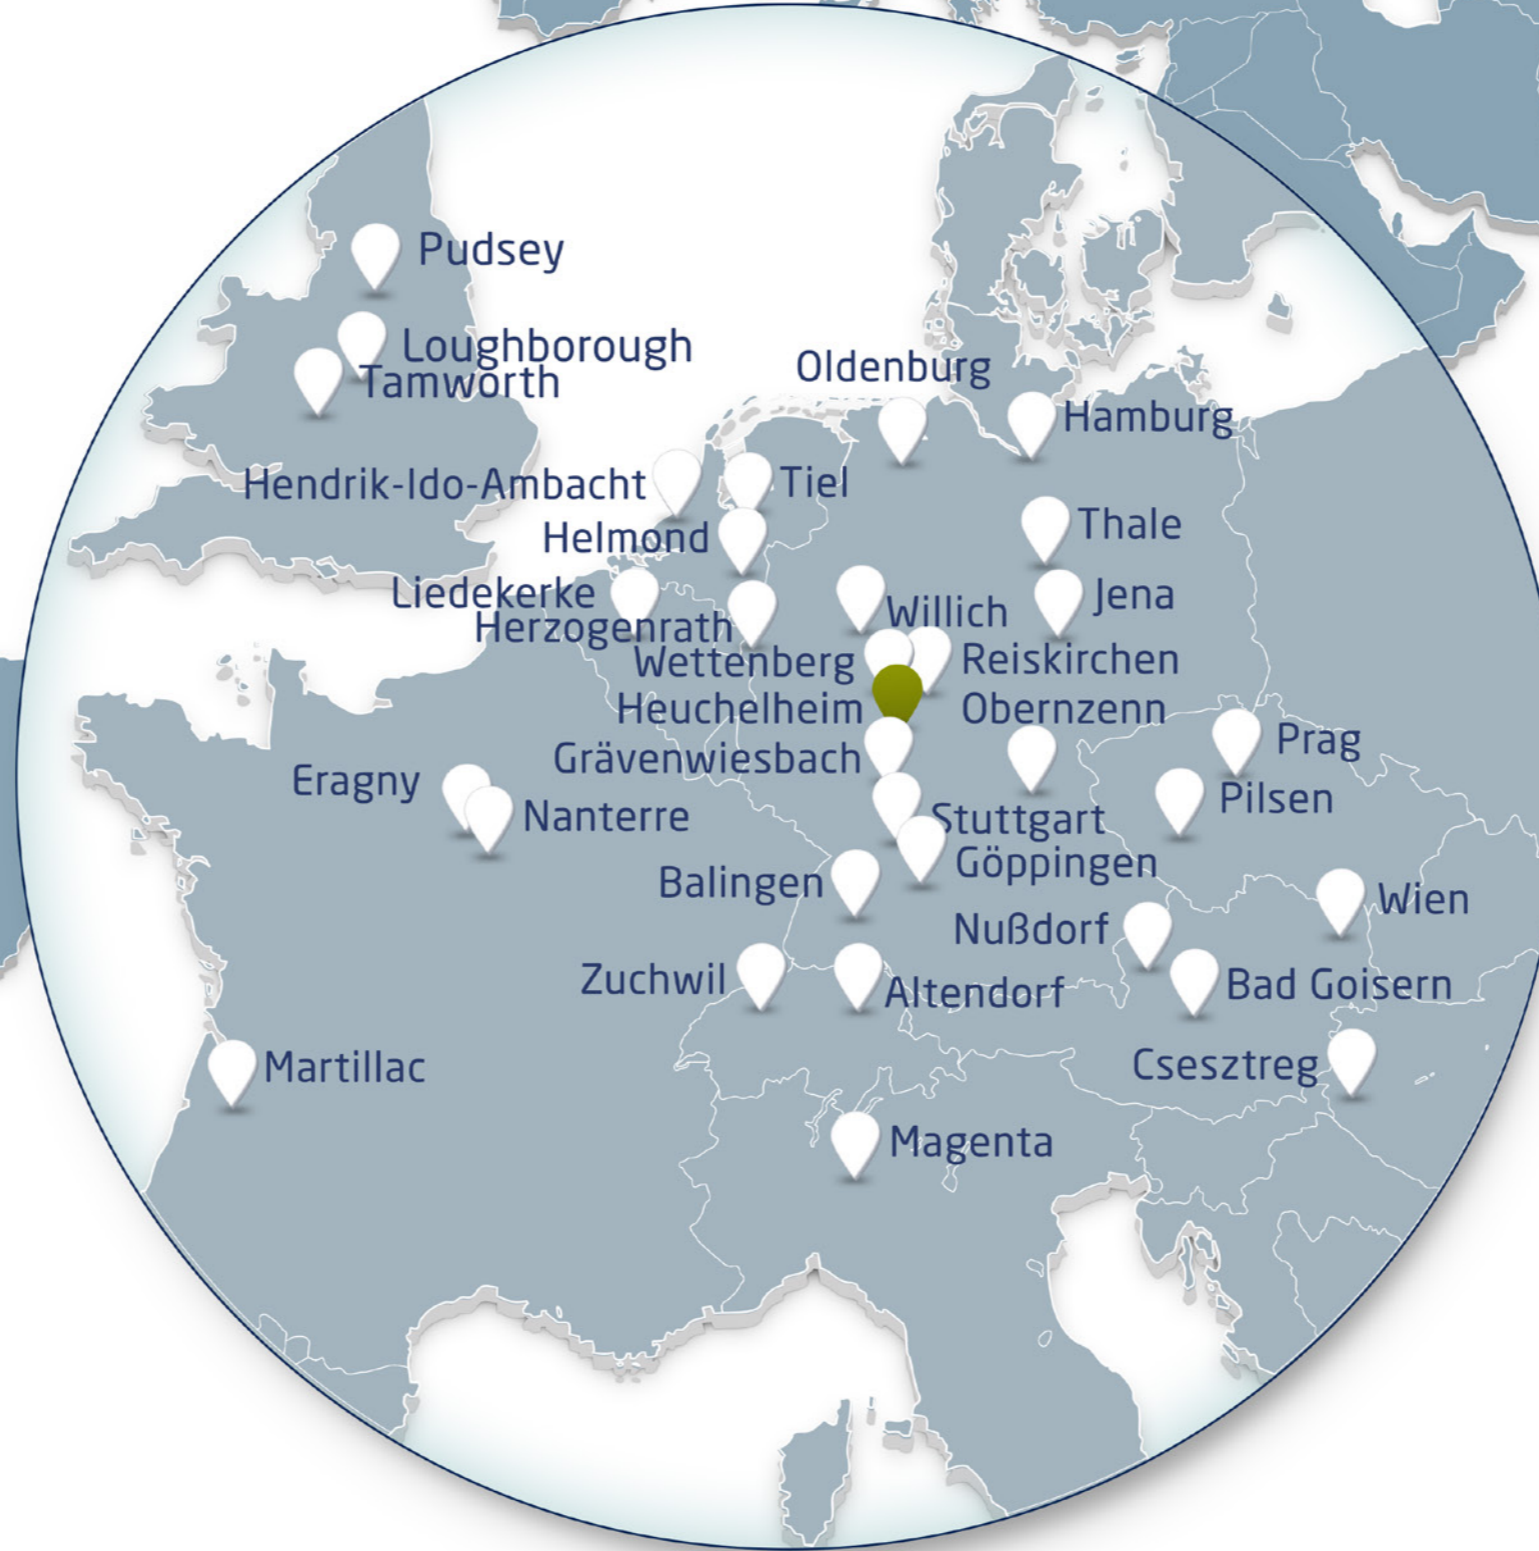 Pudsey
Loughborough
Tamworth
Oldenburg
Hamburg
Hendrik-Ido-Ambacht
Tiel
Helmond
Thale
Liedekerke
Jena
Herzogenrath
Willich
Wettenberg
Reiskirchen
Heuchelheim
Obernzenn
Grävenwiesbach
Prag
Eragny
Pilsen
Nanterre
Stuttgart
Göppingen
Balingen
Wien
Nußdorf
Zuchwil
Altendorf
Bad Goisern
Martillac
Csesztreg
Magenta